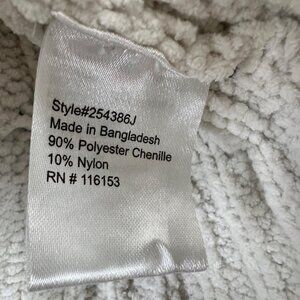 Style#254386J
Made in Bangladesh
90% Polyester Chenille
10% Nylon
RN # 116153